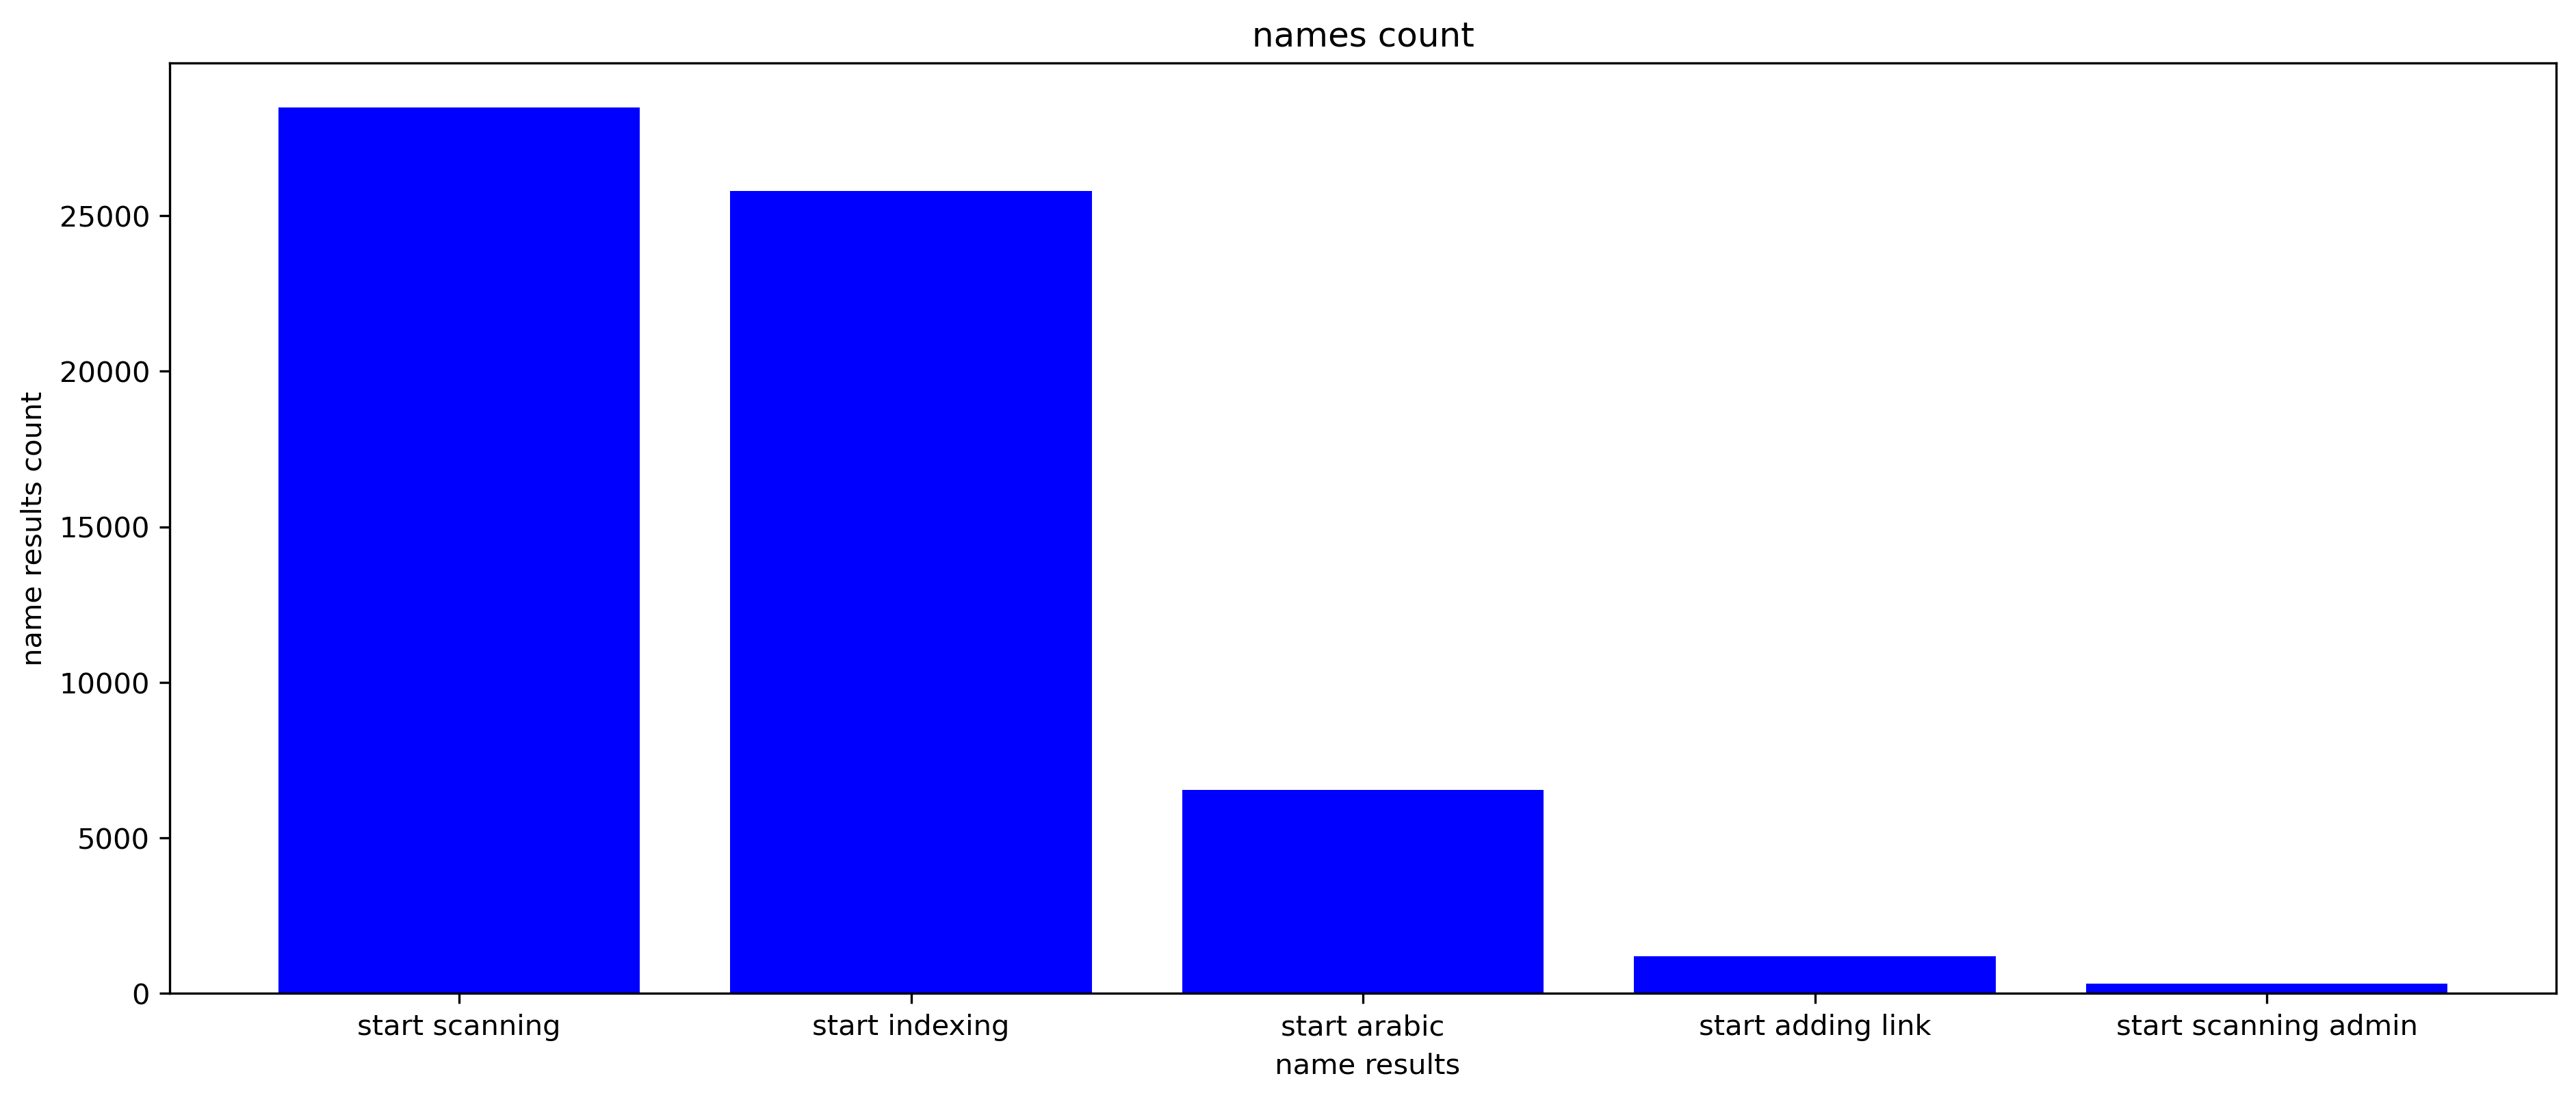 names count
name results count
25000
20000
15000
10000
5000
0
start scanning
start indexing
start arabic
start adding link
start scanning admin
name results